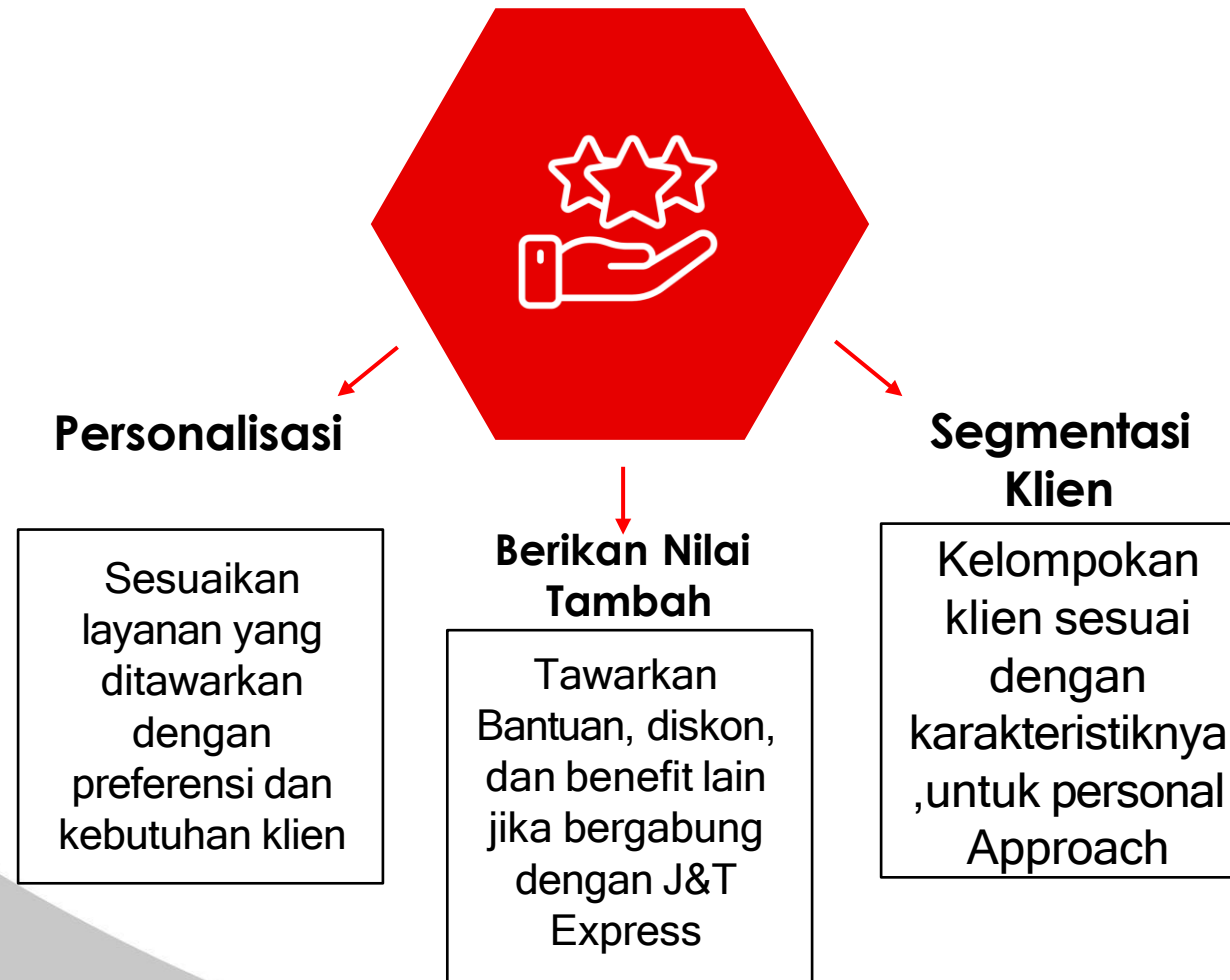 Personalisasi
Sesuaikan
layanan yang
ditawarkan
dengan
preferensi dan
kebutuhan klien
Berikan Nilai
Tambah
Tawarkan
Bantuan, diskon,
dan benefit lain
jika bergabung
dengan J&T
Express
Segmentasi
Klien
Kelompokan
klien sesuai
dengan
karakteristiknya
,untuk personal
Approach